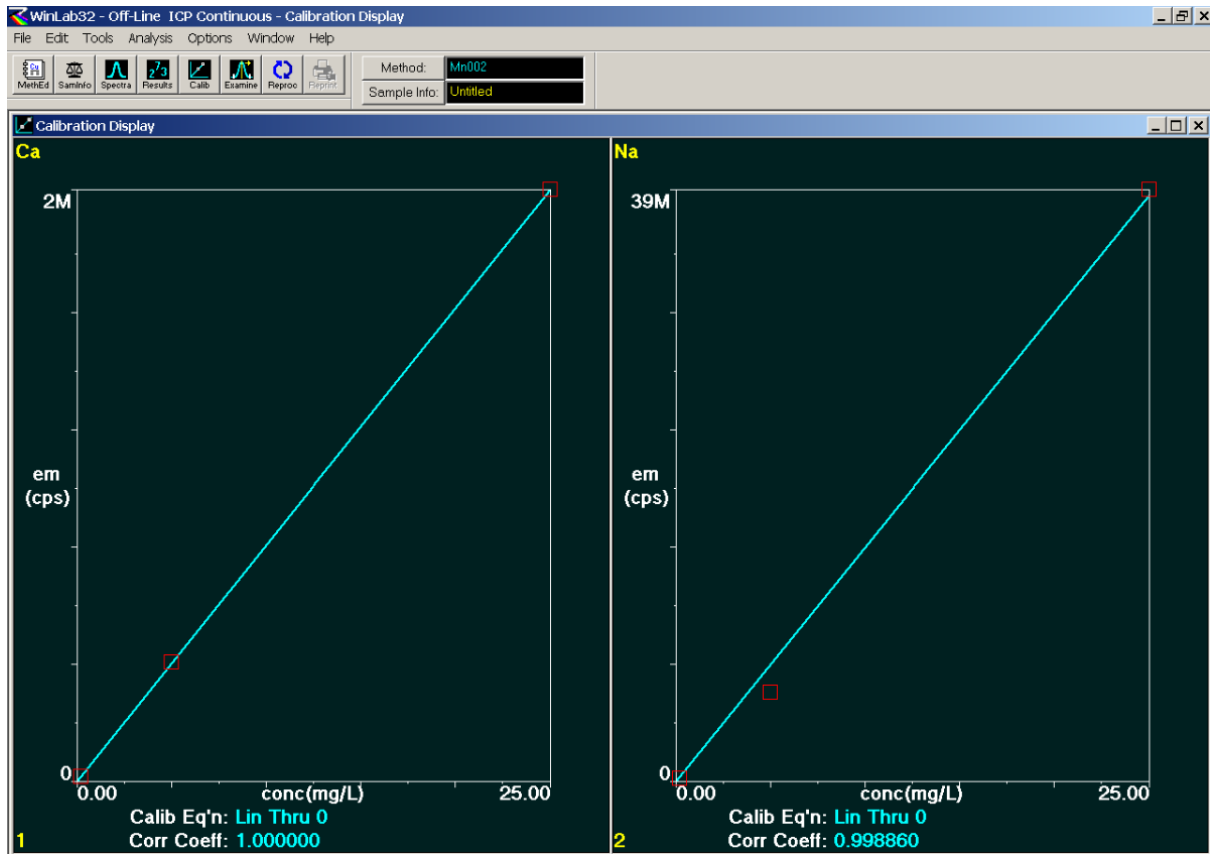 WinLab32 - Off-Line ICP Continuous - Calibration Display
File Edit Tools Analysis Options Window Help
MethEd SamInfo Spectra Results Calib Examine Reproc Reprint
Method: Mn002
Sample Info: Untitled
Calibration Display
Ca
2M
em
(cps)
0
0.00 conc(mg/L) 25.00
Calib Eq'n: Lin Thru 0
1 Corr Coeff: 1.000000
Na
39M
em
(cps)
0
0.00 conc(mg/L) 25.00
Calib Eq'n: Lin Thru 0
2 Corr Coeff: 0.998860